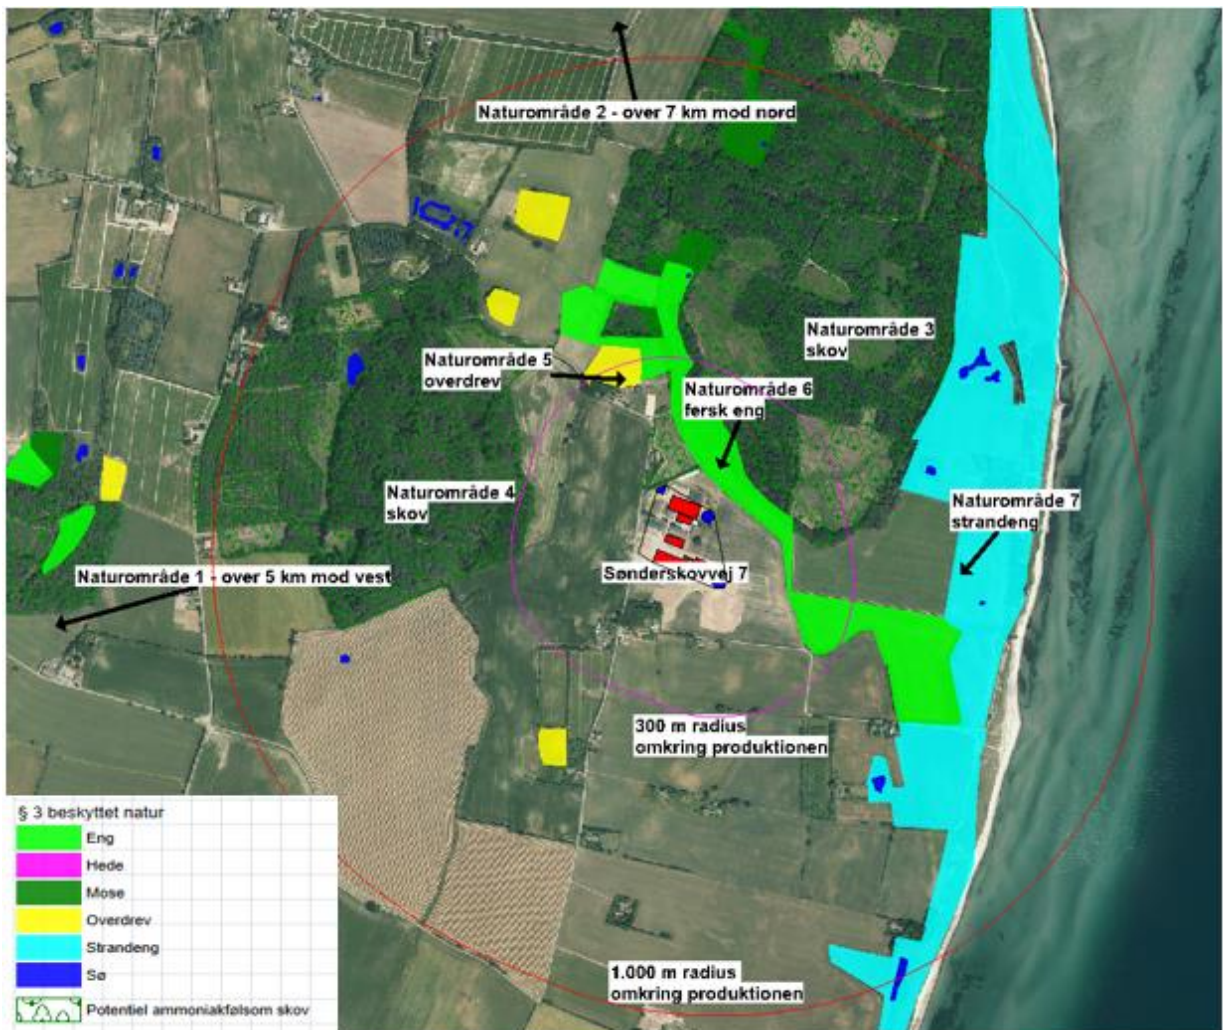 Naturområde 2 - over 7 km mod nord
Naturområde 3
skov
Naturområde 5
overdrev
Naturområde 6
fersk eng
Naturområde 4
skov
Naturområde 7
strandeng
Sønderskovvej 7
Naturområde 1 - over 5 km mod vest
300 m radius
omkring produktionen
1.000 m radius
omkring produktionen
§ 3 beskyttet natur
Eng
Hede
Mose
Overdrev
Strandeng
Sø
Potentiel ammoniakfølsom skov